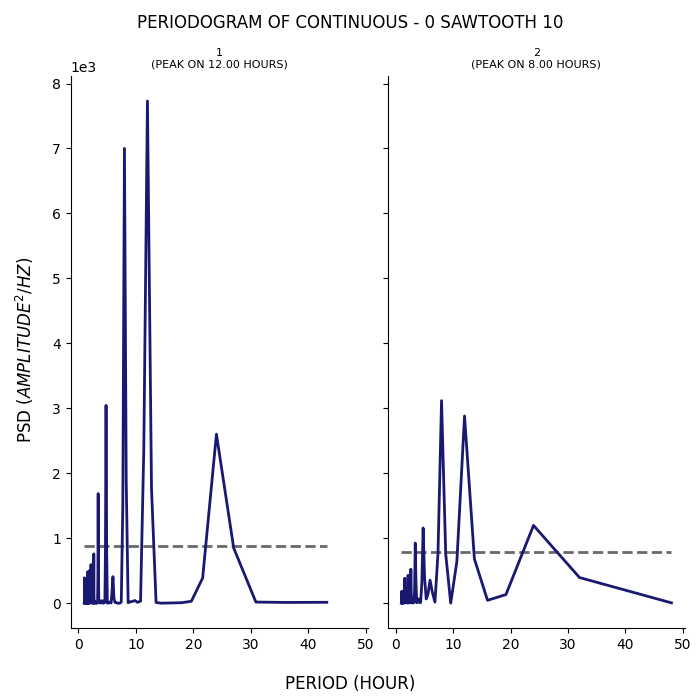 PERIODOGRAM OF CONTINUOUS - 0 SAWTOOTH 10
1
(PEAK ON 12.00 HOURS)
2
(PEAK ON 8.00 HOURS)
1e3
8
7
6
5
4
3
2
1
0
PSD (AMPLITUDE²/HZ)
0 10 20 30 40 50
0 10 20 30 40 50
PERIOD (HOUR)